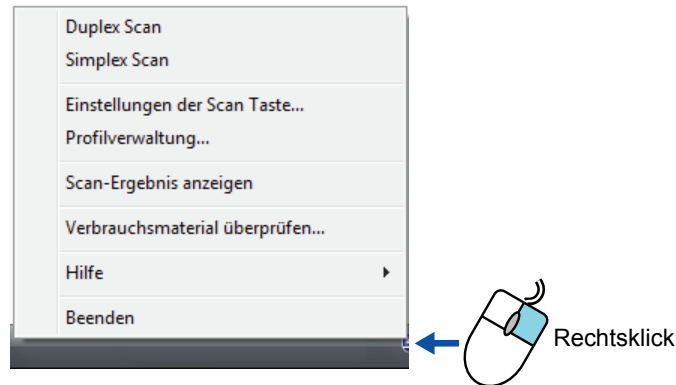 Duplex Scan
Simplex Scan
Einstellungen der Scan Taste...
Profilverwaltung...
Scan-Ergebnis anzeigen
Verbrauchsmaterial überprüfen...
Hilfe
Beenden
Rechtsklick